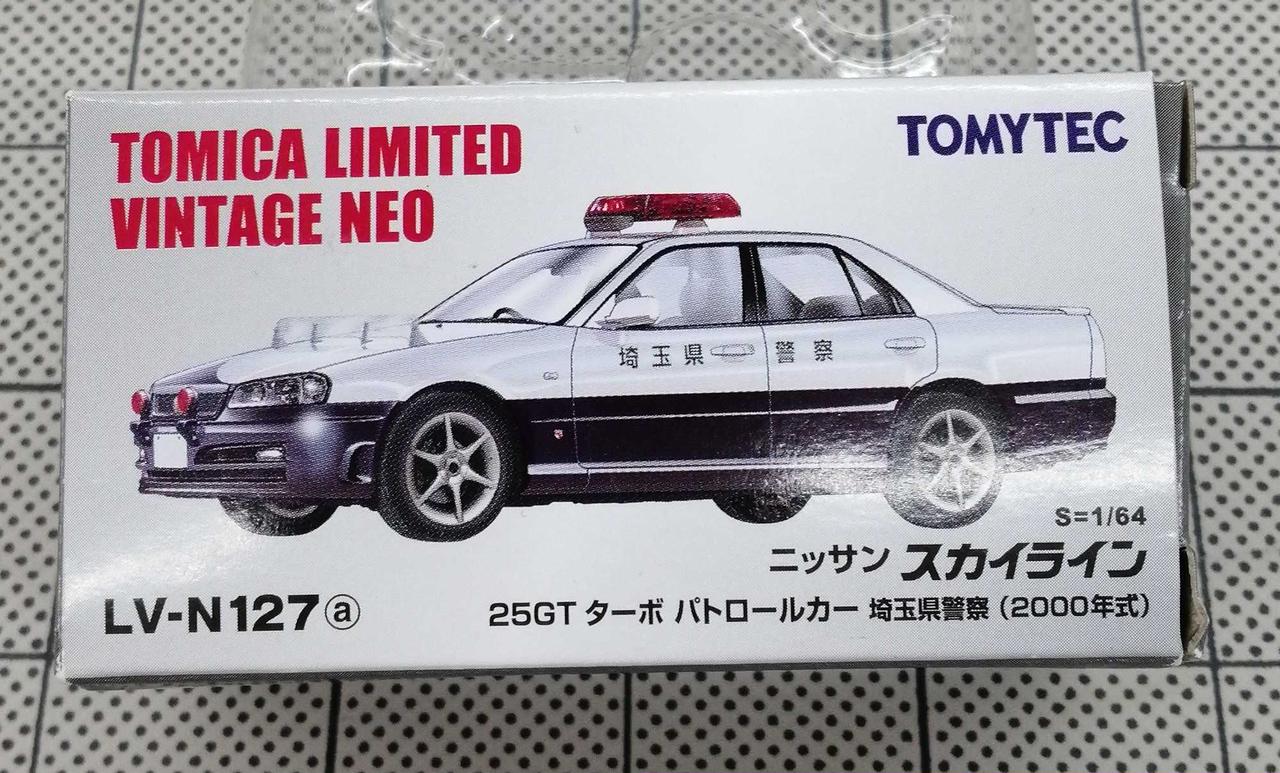 TOMICA LIMITED
VINTAGE NEO
TOMYTEC
埼玉県警察
S=1/64
ニッサン スカイライン
LV-N127ⓐ
25GT ターボ パトロールカー 埼玉県警察（2000年式）